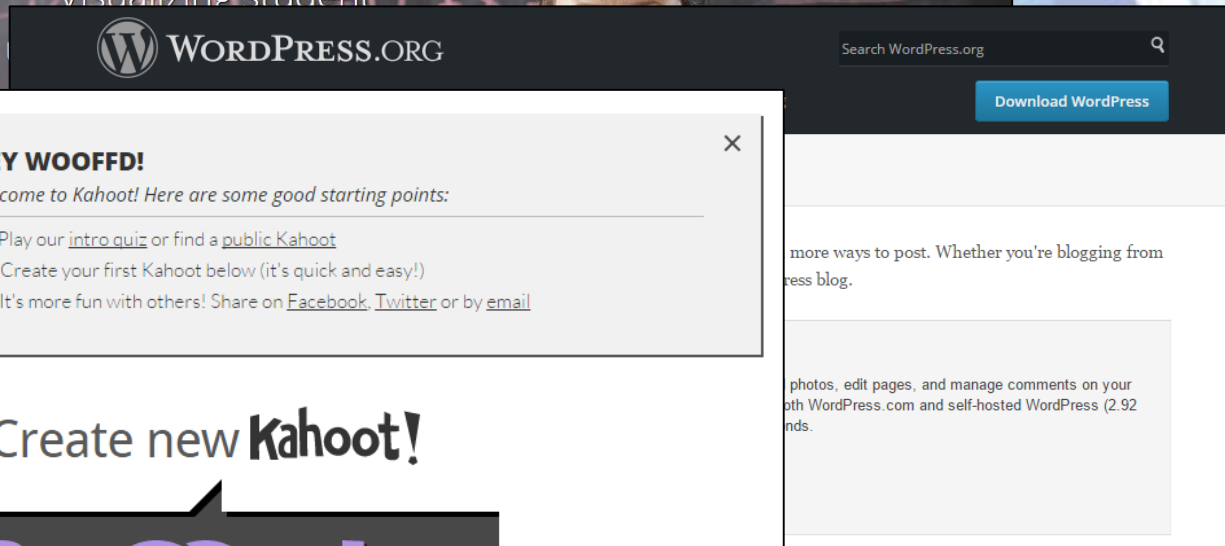 visualizing student
WORDPRESS.ORG
Search WordPress.org
Download WordPress
Y WOOFFD!
come to Kahoot! Here are some good starting points:
Play our intro quiz or find a public Kahoot
Create your first Kahoot below (it's quick and easy!)
It's more fun with others! Share on Facebook, Twitter or by email
Create new Kahoot!
more ways to post. Whether you're blogging from
ress blog.
photos, edit pages, and manage comments on your
oth WordPress.com and self-hosted WordPress (2.92
nds.